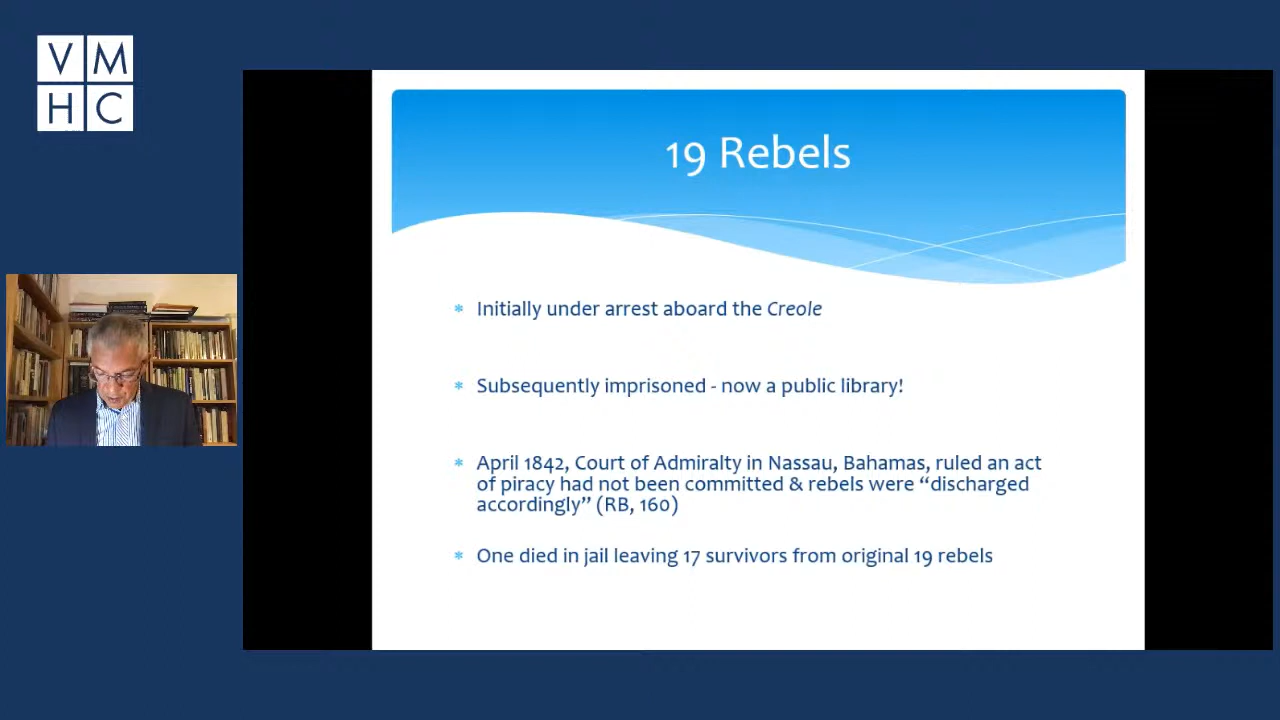 VM
HC
19 Rebels
* Initially under arrest aboard the Creole
* Subsequently imprisoned - now a public library!
* April 1842, Court of Admiralty in Nassau, Bahamas, ruled an act
of piracy had not been committed & rebels were “discharged
accordingly” (RB, 160)
* One died in jail leaving 17 survivors from original 19 rebels